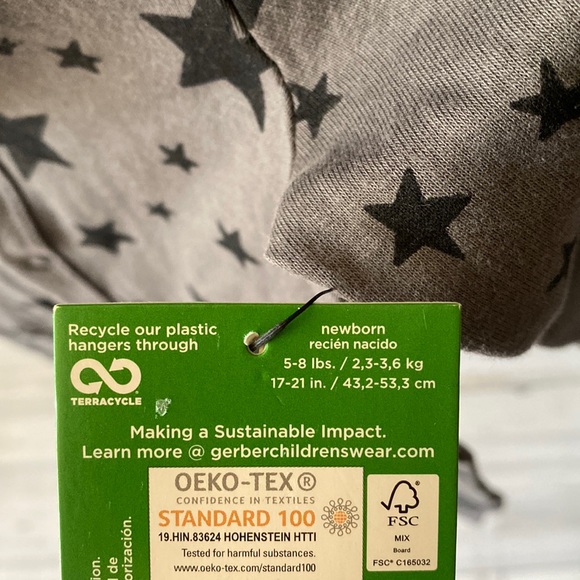 Recycle our plastic
hangers through
TERRACYCLE
newborn
recién nacido
5-8 lbs. / 2,3-3,6 kg
17-21 in. / 43,2-53,3 cm
Making a Sustainable Impact.
Learn more @ gerberchildrenswear.com
OEKO-TEX®
CONFIDENCE IN TEXTILES
STANDARD 100
19.HIN.83624 HOHENSTEIN HTTI
Tested for harmful substances.
www.oeko-tex.com/standard100
FSC
MIX
Board
FSC® C165032